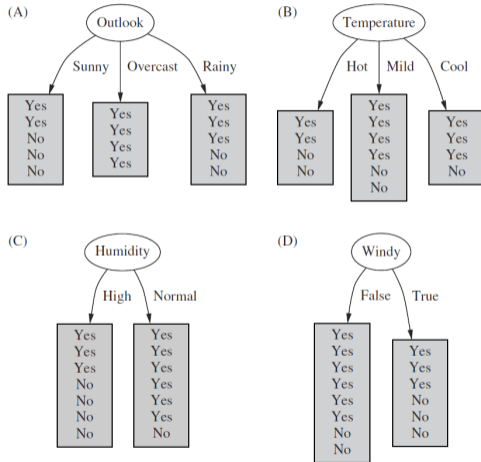 (A)
Outlook
Sunny Overcast Rainy
Yes
Yes
No
No
No
Yes
Yes
Yes
Yes
Yes
Yes
Yes
No
No
(B)
Temperature
Hot Mild Cool
Yes
Yes
No
No
Yes
Yes
Yes
Yes
No
No
Yes
Yes
Yes
No
(C)
Humidity
High Normal
Yes
Yes
Yes
No
No
No
No
Yes
Yes
Yes
Yes
Yes
Yes
No
(D)
Windy
False True
Yes
Yes
Yes
Yes
Yes
Yes
No
No
Yes
Yes
Yes
No
No
No